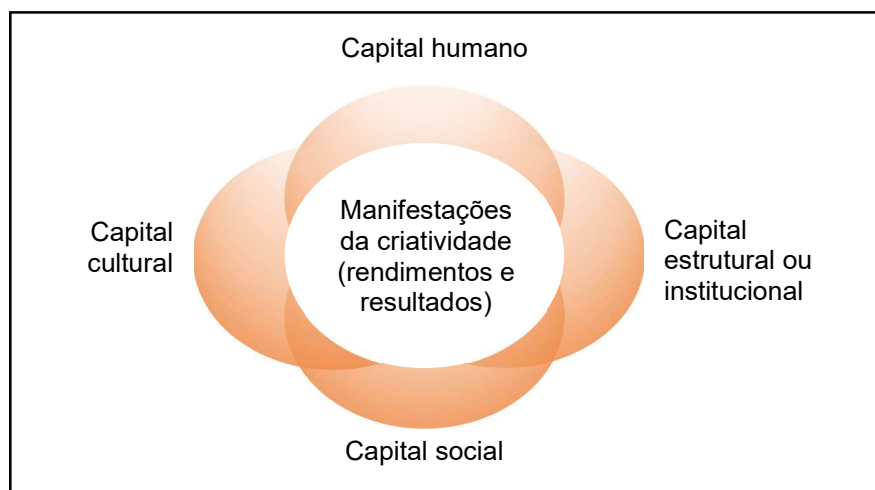 Capital humano
Manifestações
da criatividade
(rendimentos e
resultados)
Capital
cultural
Capital
estrutural ou
institucional
Capital social